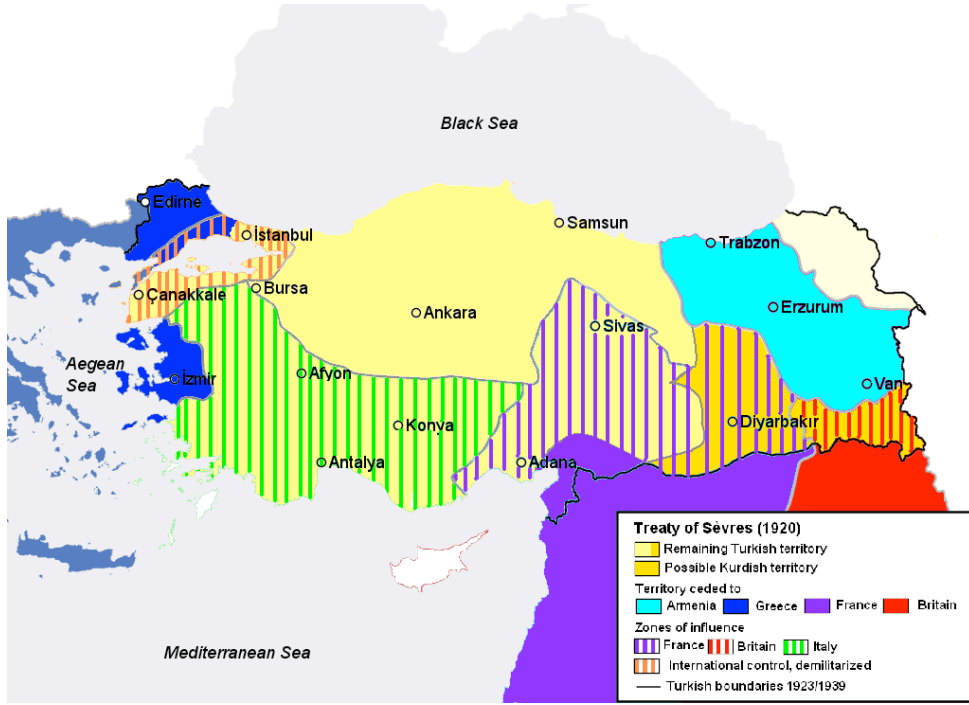 Black Sea
Edirne
İstanbul
Samsun
Trabzon
Çanakkale
Bursa
Ankara
Sivas
Erzurum
Aegean
Sea
İzmir
Afyon
Van
Konya
Diyarbakır
Antalya
Adana
Mediterranean Sea
Treaty of Sèvres (1920)
Remaining Turkish territory
Possible Kurdish territory
Territory ceded to
Armenia Greece France Britain
Zones of influence
France Britain Italy
International control, demilitarized
Turkish boundaries 1923/1939